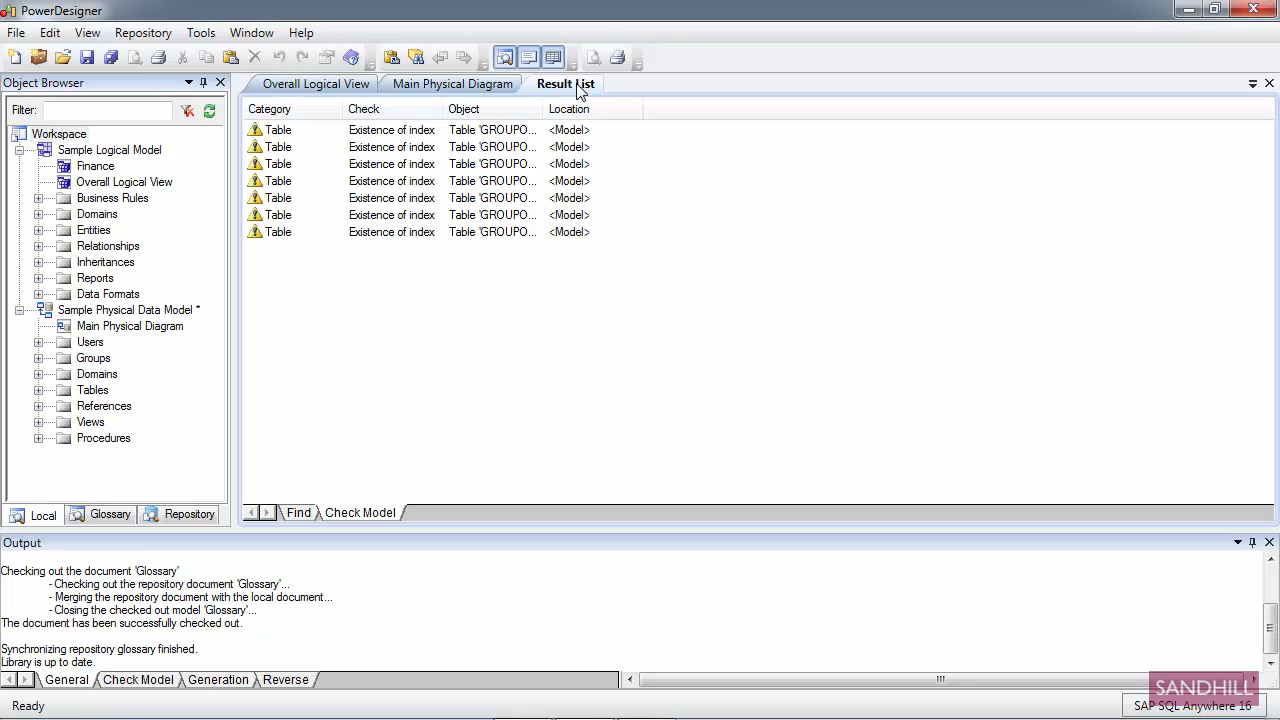 PowerDesigner
File Edit View Repository Tools Window Help
Object Browser
Filter:
Workspace
Sample Logical Model
Finance
Overall Logical View
Business Rules
Domains
Entities
Relationships
Inheritances
Reports
Data Formats
Sample Physical Data Model *
Main Physical Diagram
Users
Groups
Domains
Tables
References
Views
Procedures
Local Glossary Repository
Overall Logical View Main Physical Diagram Result List
Category Check Object Location
Table Existence of index Table 'GROUPO... <Model>
Table Existence of index Table 'GROUPO... <Model>
Table Existence of index Table 'GROUPO... <Model>
Table Existence of index Table 'GROUPO... <Model>
Table Existence of index Table 'GROUPO... <Model>
Table Existence of index Table 'GROUPO... <Model>
Table Existence of index Table 'GROUPO... <Model>
Find Check Model
Output
Checking out the document 'Glossary'
- Checking out the repository document 'Glossary'...
- Merging the repository document with the local document...
- Closing the checked out model 'Glossary'...
The document has been successfully checked out.
Synchronizing repository glossary finished.
Library is up to date.
General Check Model Generation Reverse
SANDHILL
Ready SAP SQL Anywhere 16